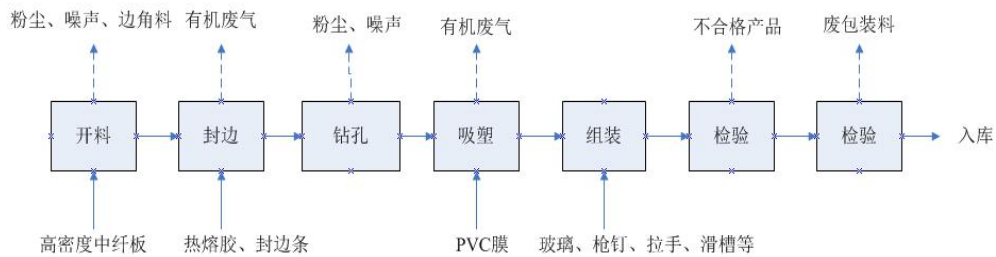 粉尘、噪声、边角料 有机废气 粉尘、噪声 有机废气 不合格产品 废包装料
开料 封边 钻孔 吸塑 组装 检验 检验 入库
高密度中纤板 热熔胶、封边条 PVC膜 玻璃、枪钉、拉手、滑槽等